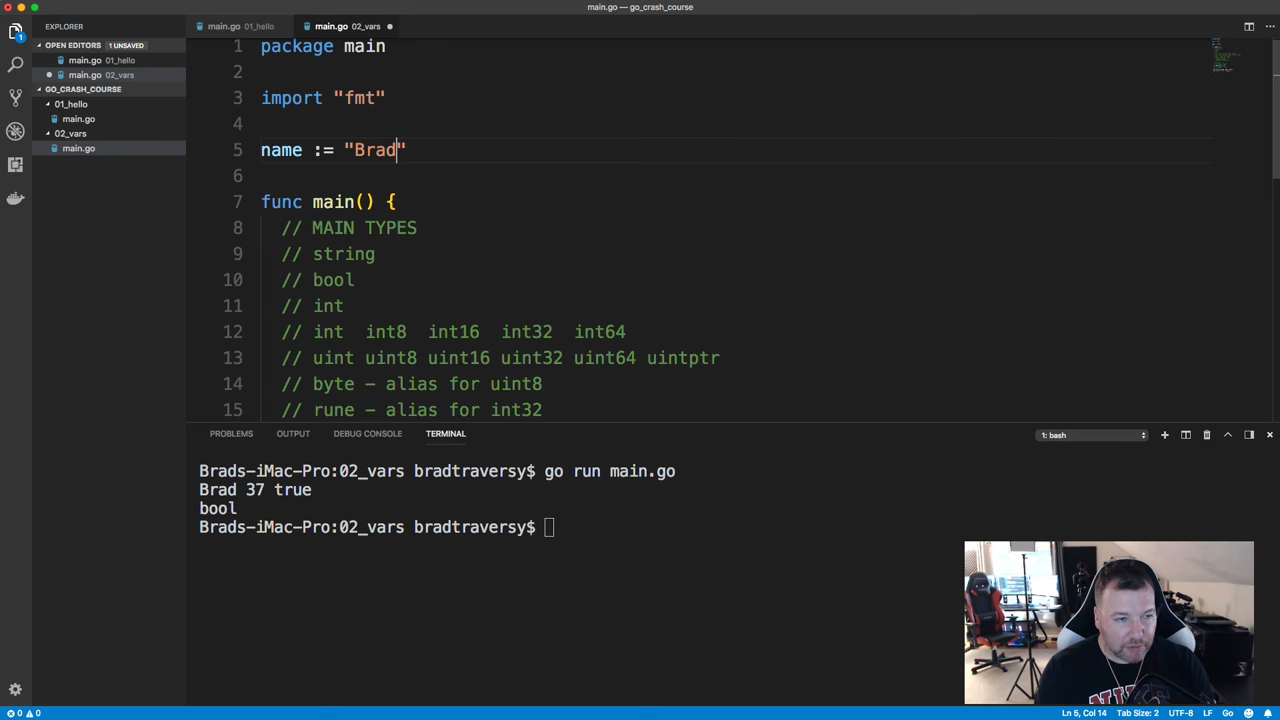 main.go — go_crash_course
EXPLORER
OPEN EDITORS 1 UNSAVED
main.go 01_hello
main.go 02_vars
GO_CRASH_COURSE
01_hello
main.go
02_vars
main.go
1
main.go 01_hello
main.go 02_vars
1 package main
2
3 import "fmt"
4
5 name := "Brad"
6
7 func main() {
8 // MAIN TYPES
9 // string
10 // bool
11 // int
12 // int int8 int16 int32 int64
13 // uint uint8 uint16 uint32 uint64 uintptr
14 // byte - alias for uint8
15 // rune - alias for int32
PROBLEMS OUTPUT DEBUG CONSOLE TERMINAL
1: bash
Brads-iMac-Pro:02_vars bradtraversy$ go run main.go
Brad 37 true
bool
Brads-iMac-Pro:02_vars bradtraversy$
0 0
Ln 5, Col 14 Tab Size: 2 UTF-8 LF Go